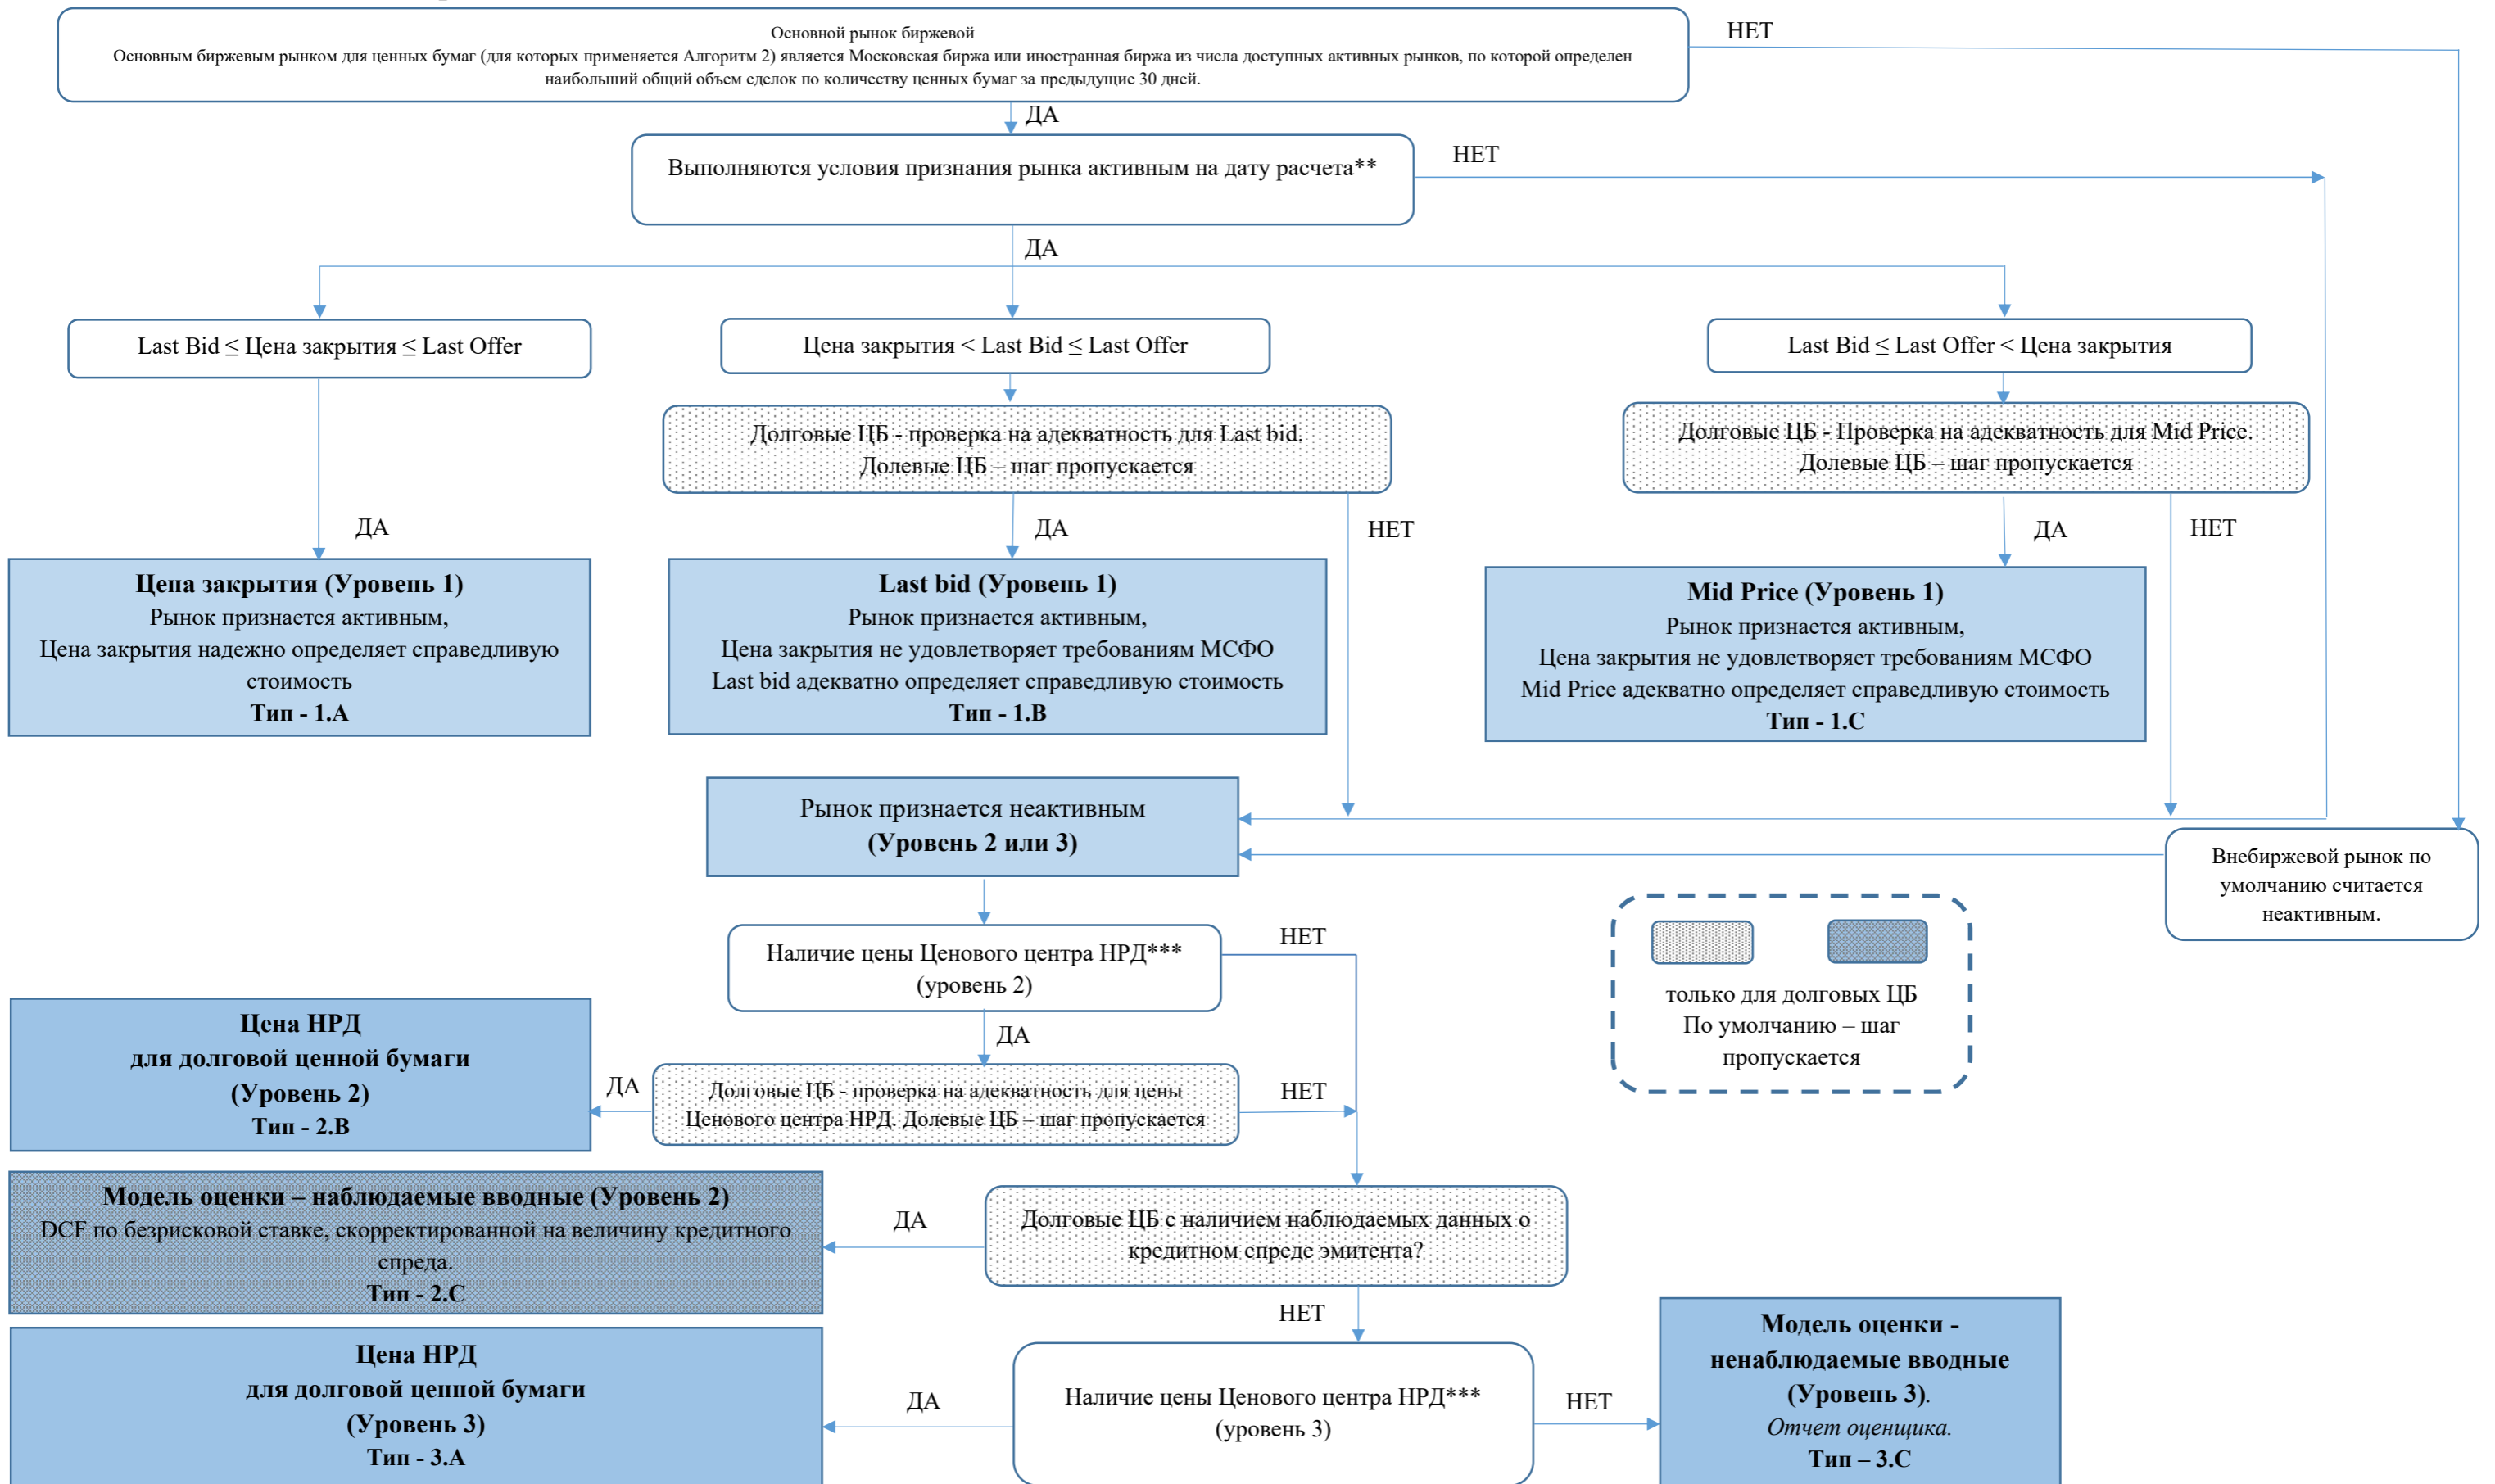 Основной рынок биржевой
Основным биржевым рынком для ценных бумаг (для которых применяется Алгоритм 2) является Московская биржа или иностранная биржа из числа доступных активных рынков, по которой определен
наибольший общий объем сделок по количеству ценных бумаг за предыдущие 30 дней.
НЕТ
ДА
Выполняются условия признания рынка активным на дату расчета**
НЕТ
ДА
Last Bid ≤ Цена закрытия ≤ Last Offer
Цена закрытия < Last Bid ≤ Last Offer
Last Bid ≤ Last Offer < Цена закрытия
Долговые ЦБ - проверка на адекватность для Last bid.
Долевые ЦБ – шаг пропускается
Долговые ЦБ - Проверка на адекватность для Mid Price.
Долевые ЦБ – шаг пропускается
ДА
ДА
НЕТ
ДА
НЕТ
Цена закрытия (Уровень 1)
Рынок признается активным,
Цена закрытия надежно определяет справедливую
стоимость
Тип - 1.A
Last bid (Уровень 1)
Рынок признается активным,
Цена закрытия не удовлетворяет требованиям МСФО
Last bid адекватно определяет справедливую стоимость
Тип - 1.B
Mid Price (Уровень 1)
Рынок признается активным,
Цена закрытия не удовлетворяет требованиям МСФО
Mid Price адекватно определяет справедливую стоимость
Тип - 1.C
Рынок признается неактивным
(Уровень 2 или 3)
Внебиржевой рынок по
умолчанию считается
неактивным.
Наличие цены Ценового центра НРД***
(уровень 2)
НЕТ
ДА
только для долговых ЦБ
По умолчанию – шаг
пропускается
Цена НРД
для долговой ценной бумаги
(Уровень 2)
Тип - 2.B
ДА
Долговые ЦБ - проверка на адекватность для цены
Ценового центра НРД. Долевые ЦБ – шаг пропускается
НЕТ
Модель оценки – наблюдаемые вводные (Уровень 2)
DCF по безрисковой ставке, скорректированной на величину кредитного
спреда.
Тип - 2.C
ДА
Долговые ЦБ с наличием наблюдаемых данных о
кредитном спреде эмитента?
НЕТ
Цена НРД
для долговой ценной бумаги
(Уровень 3)
Тип - 3.A
ДА
Наличие цены Ценового центра НРД***
(уровень 3)
НЕТ
Модель оценки -
ненаблюдаемые вводные
(Уровень 3).
Отчет оценщика.
Тип – 3.C